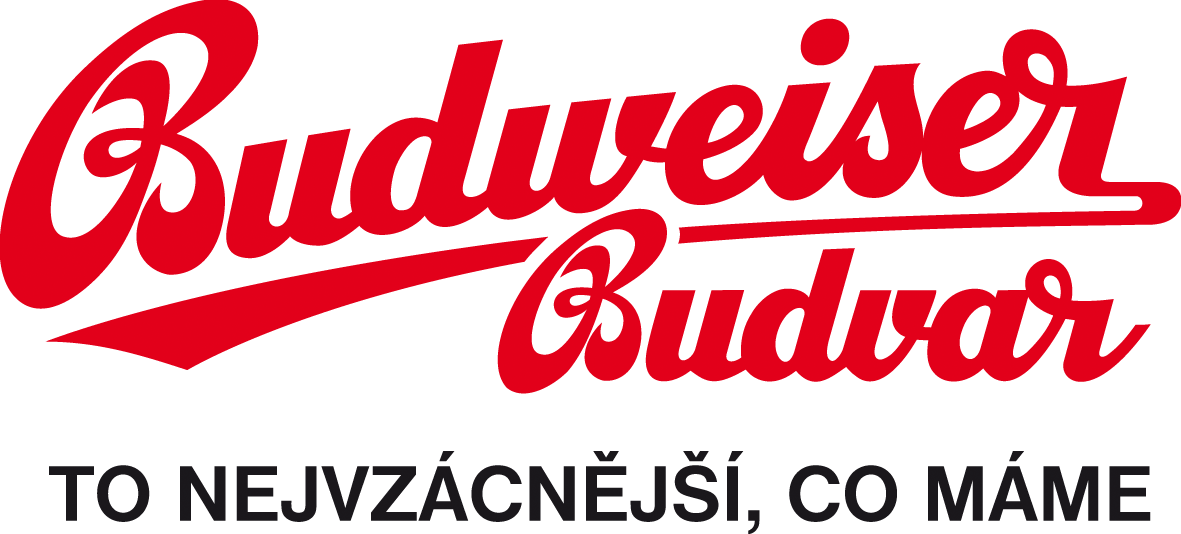 Budweiser
Budvar
TO NEJVZÁCNĚJŠÍ, CO MÁME